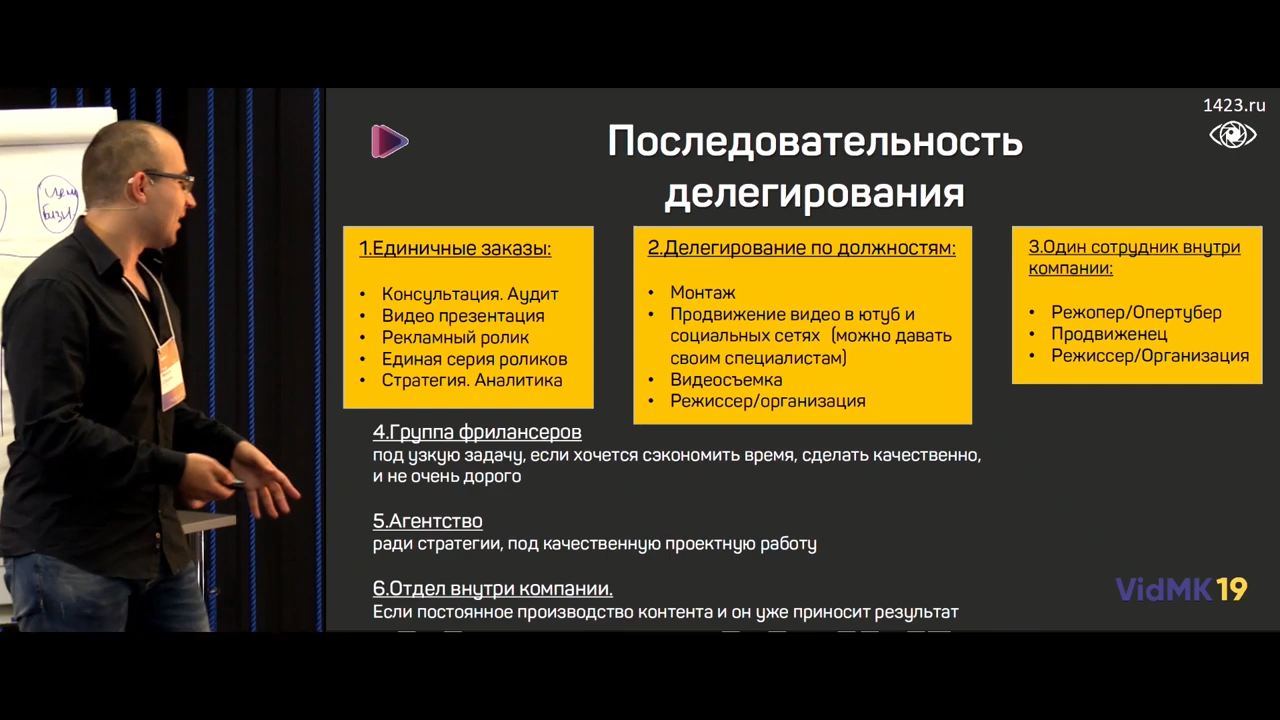 1423.ru
Последовательность
делегирования
1.Единичные заказы:
• Консультация. Аудит
• Видео презентация
• Рекламный ролик
• Единая серия роликов
• Стратегия. Аналитика
2.Делегирование по должностям:
• Монтаж
• Продвижение видео в ютуб и
социальных сетях (можно давать
своим специалистам)
• Видеосъемка
• Режиссер/организация
3.Один сотрудник внутри
компании:
• Режопер/Опертубер
• Продвиженец
• Режиссер/Организация
4.Группа фрилансеров
под узкую задачу, если хочется сэкономить время, сделать качественно,
и не очень дорого
5.Агентство
ради стратегии, под качественную проектную работу
6.Отдел внутри компании.
Если постоянное производство контента и он уже приносит результат
VidMK19